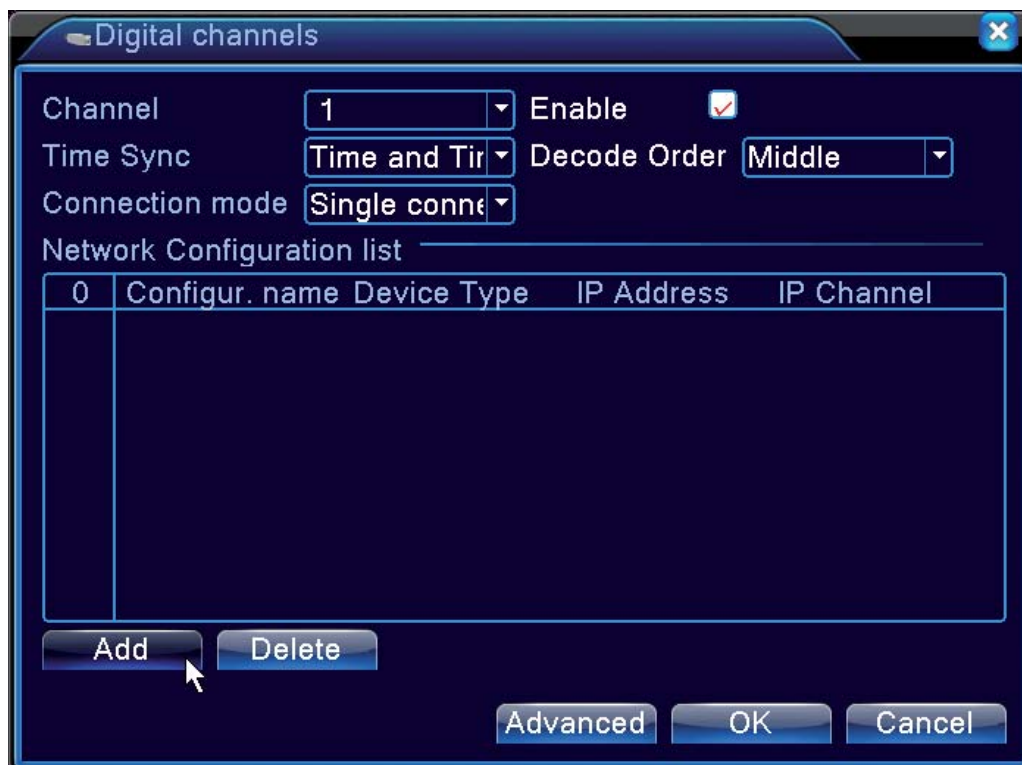 Digital channels
Channel 1 Enable
Time Sync Time and Tir Decode Order Middle
Connection mode Single conne
Network Configuration list
0 Configur. name Device Type IP Address IP Channel
Add Delete
Advanced OK Cancel